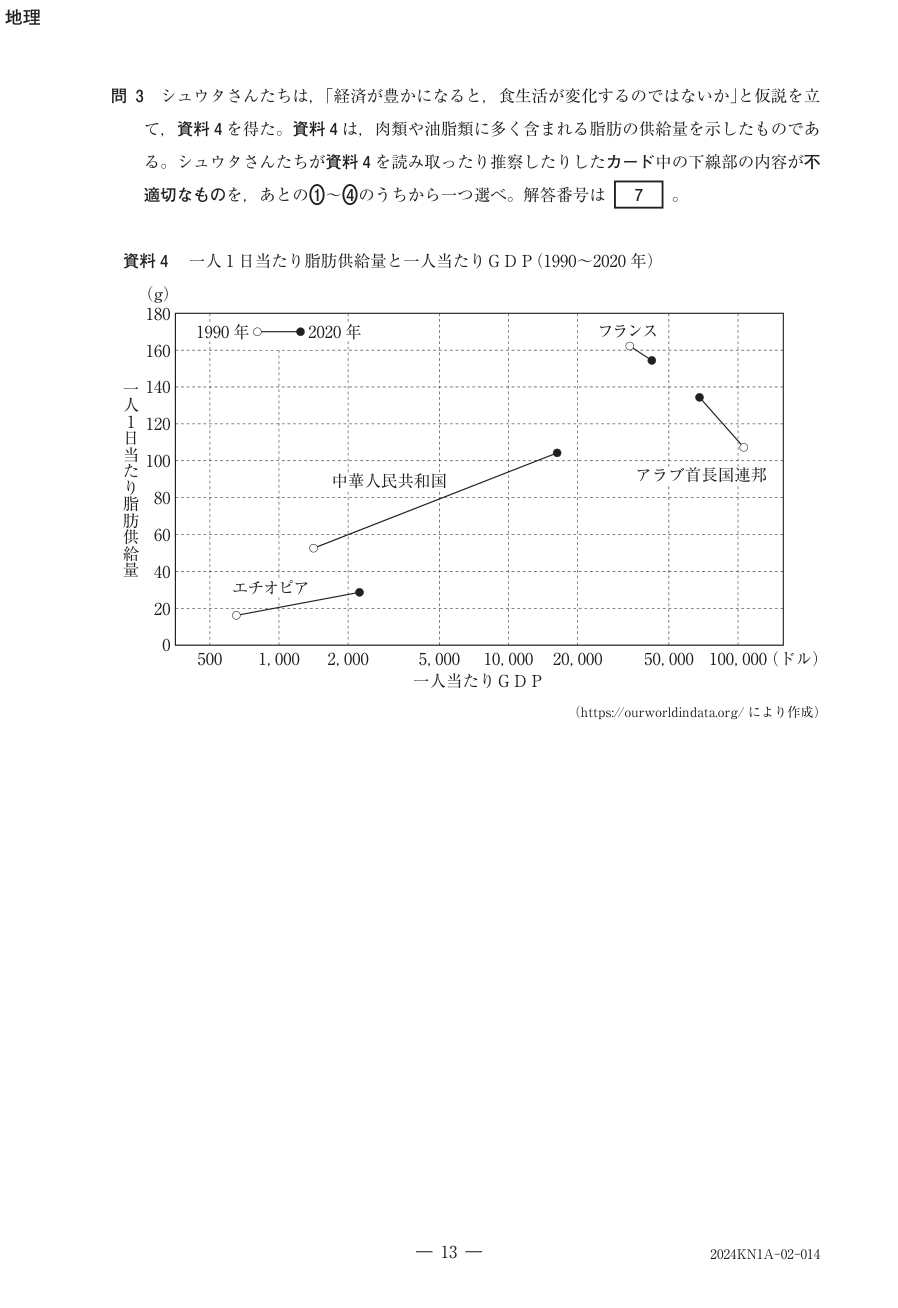 地理
問 3 シュウタさんたちは，「経済が豊かになると，食生活が変化するのではないか」と仮説を立
て，資料 4 を得た。資料 4 は，肉類や油脂類に多く含まれる脂肪の供給量を示したものであ
る。シュウタさんたちが資料 4 を読み取ったり推察したりしたカード中の下線部の内容が不
適切なものを，あとの①～④のうちから一つ選べ。解答番号は 7 。
資料 4 一人 1 日当たり脂肪供給量と一人当たりＧＤＰ(1990～2020 年)
(g)
180
1990 年 2020 年
フランス
160
140
120
100
80
60
40
20
0
一人１日当たり脂肪供給量
中華人民共和国
アラブ首長国連邦
エチオピア
500 1,000 2,000 5,000 10,000 20,000 50,000 100,000 (ドル)
一人当たりＧＤＰ
(https://ourworldindata.org/ により作成)
― 13 ―
2024KN1A-02-014